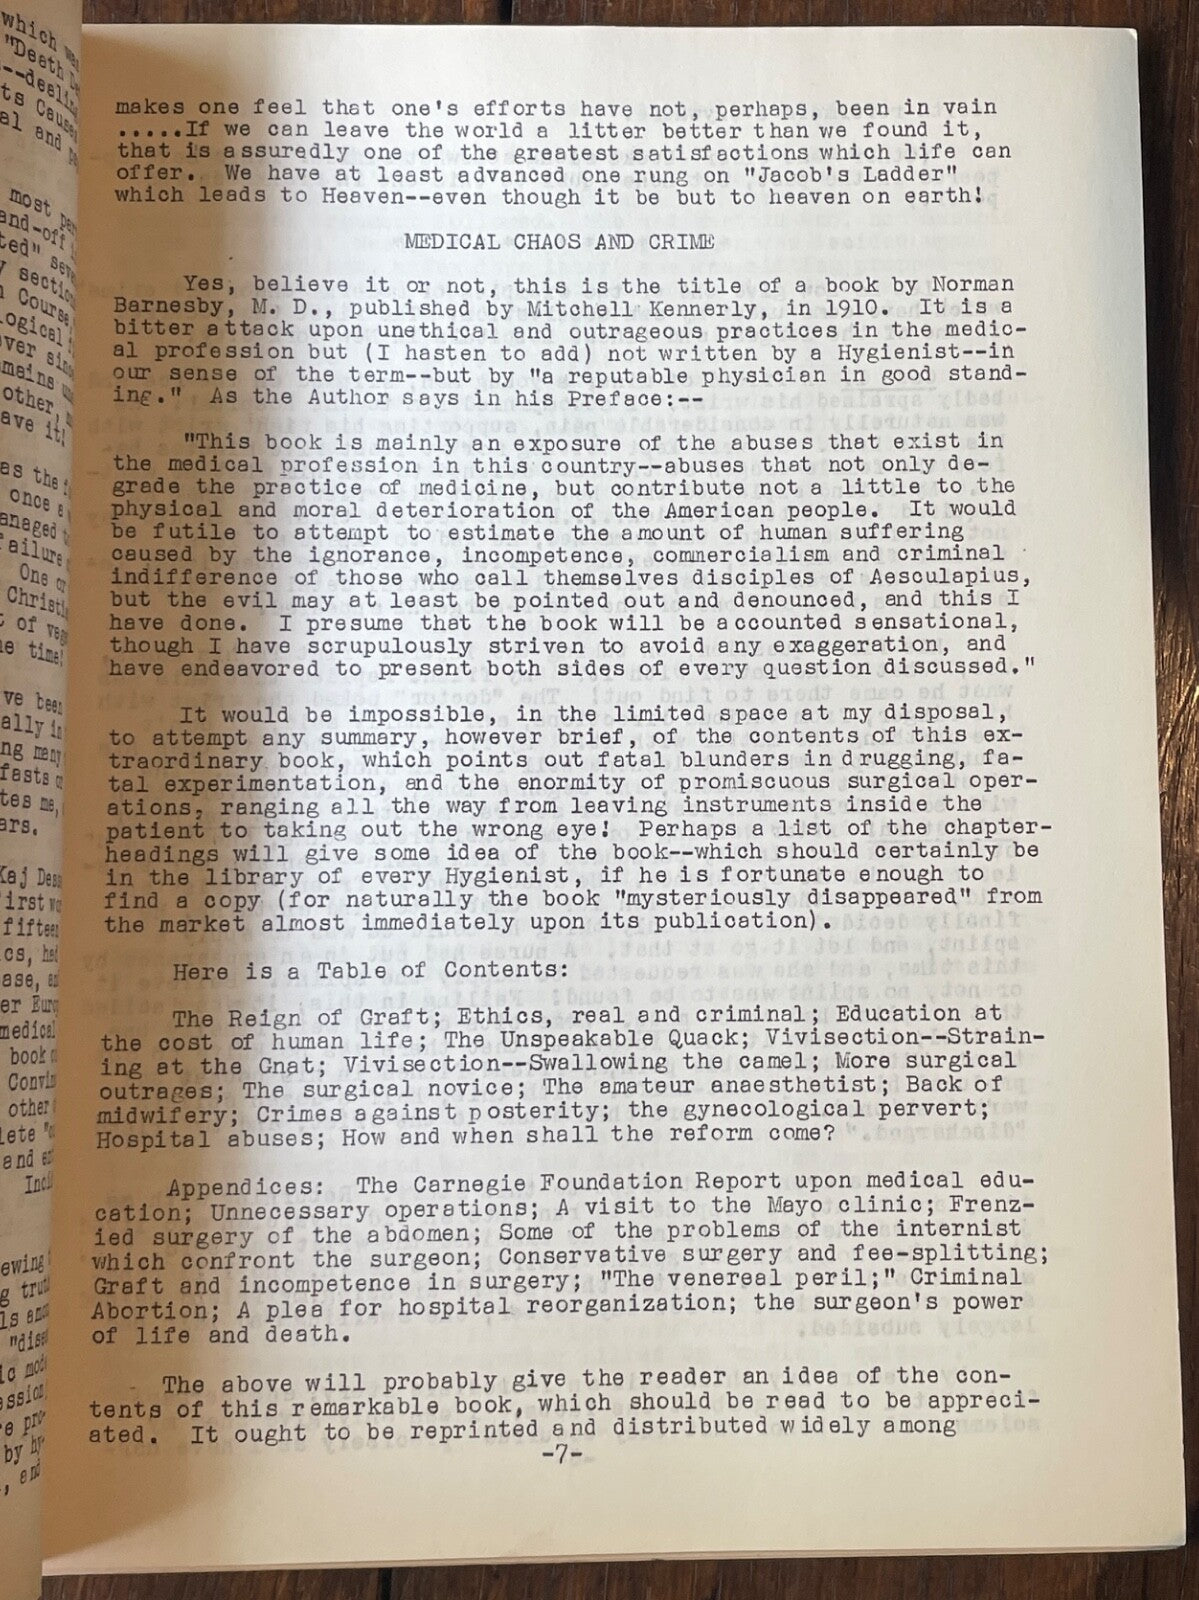 makes one feel that one's efforts have not, perhaps, been in vain
.....If we can leave the world a litter better than we found it,
that is assuredly one of the greatest satisfactions which life can
offer. We have at least advanced one rung on "Jacob's Ladder"
which leads to Heaven--even though it be but to heaven on earth!
MEDICAL CHAOS AND CRIME
Yes, believe it or not, this is the title of a book by Norman
Barnesby, M. D., published by Mitchell Kennerly, in 1910. It is a
bitter attack upon unethical and outrageous practices in the medic-
al profession but (I hasten to add) not written by a Hygienist--in
our sense of the term--but by "a reputable physician in good stand-
ing." As the Author says in his Preface:--
"This book is mainly an exposure of the abuses that exist in
the medical profession in this country--abuses that not only de-
grade the practice of medicine, but contribute not a little to the
physical and moral deterioration of the American people. It would
be futile to attempt to estimate the amount of human suffering
caused by the ignorance, incompetence, commercialism and criminal
indifference of those who call themselves disciples of Aesculapius,
but the evil may at least be pointed out and denounced, and this I
have done. I presume that the book will be accounted sensational,
though I have scrupulously striven to avoid any exaggeration, and
have endeavored to present both sides of every question discussed."
It would be impossible, in the limited space at my disposal,
to attempt any summary, however brief, of the contents of this ex-
traordinary book, which points out fatal blunders in drugging, fa-
tal experimentation, and the enormity of promiscuous surgical oper-
ations, ranging all the way from leaving instruments inside the
patient to taking out the wrong eye! Perhaps a list of the chapter-
headings will give some idea of the book--which should certainly be
in the library of every Hygienist, if he is fortunate enough to
find a copy (for naturally the book "mysteriously disappeared" from
the market almost immediately upon its publication).
Here is a Table of Contents:
The Reign of Graft; Ethics, real and criminal; Education at
the cost of human life; The Unspeakable Quack; Vivisection--Strain-
ing at the Gnat; Vivisection--Swallowing the camel; More surgical
outrages; The surgical novice; The amateur anaesthetist; Back of
midwifery; Crimes against posterity; the gynecological pervert;
Hospital abuses; How and when shall the reform come?
Appendices: The Carnegie Foundation Report upon medical edu-
cation; Unnecessary operations; A visit to the Mayo clinic; Frenz-
ied surgery of the abdomen; Some of the problems of the internist
which confront the surgeon; Conservative surgery and fee-splitting;
Graft and incompetence in surgery; "The venereal peril;" Criminal
Abortion; A plea for hospital reorganization; the surgeon's power
of life and death.
The above will probably give the reader an idea of the con-
tents of this remarkable book, which should be read to be appreci-
ated. It ought to be reprinted and distributed widely among
-7-